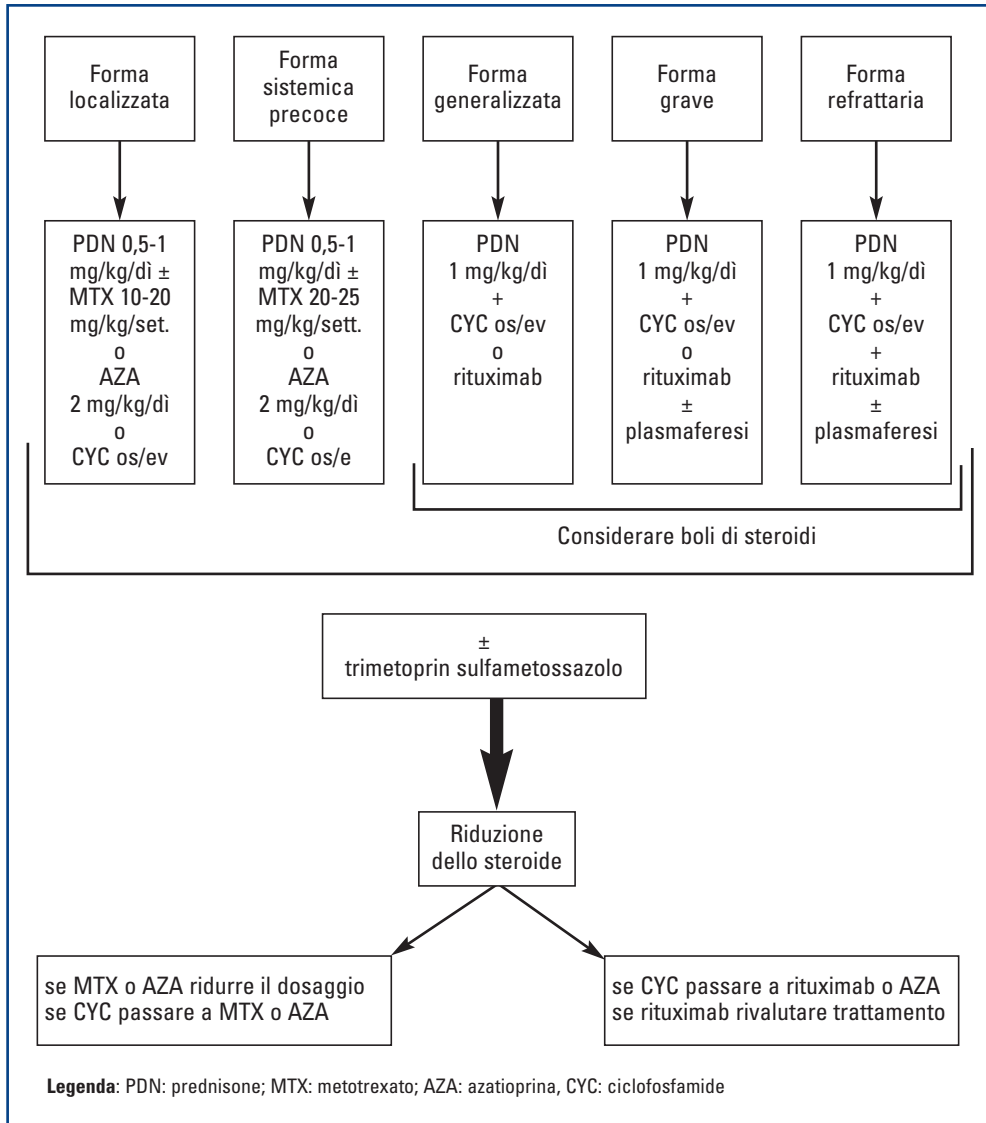 Forma
localizzata
Forma
sistemica
precoce
Forma
generalizzata
Forma
grave
Forma
refrattaria
PDN 0,5-1
mg/kg/dì ±
MTX 10-20
mg/kg/set.
o
AZA
2 mg/kg/dì
o
CYC os/ev
PDN 0,5-1
mg/kg/dì ±
MTX 20-25
mg/kg/sett.
o
AZA
2 mg/kg/dì
o
CYC os/e
PDN
1 mg/kg/dì
+
CYC os/ev
o
rituximab
PDN
1 mg/kg/dì
+
CYC os/ev
o
rituximab
±
plasmaferesi
PDN
1 mg/kg/dì
+
CYC os/ev
+
rituximab
±
plasmaferesi
Considerare boli di steroidi
±
trimetoprin sulfametossazolo
Riduzione
dello steroide
se MTX o AZA ridurre il dosaggio
se CYC passare a MTX o AZA
se CYC passare a rituximab o AZA
se rituximab rivalutare trattamento
Legenda: PDN: prednisone; MTX: metotrexato; AZA: azatioprina, CYC: ciclofosfamide